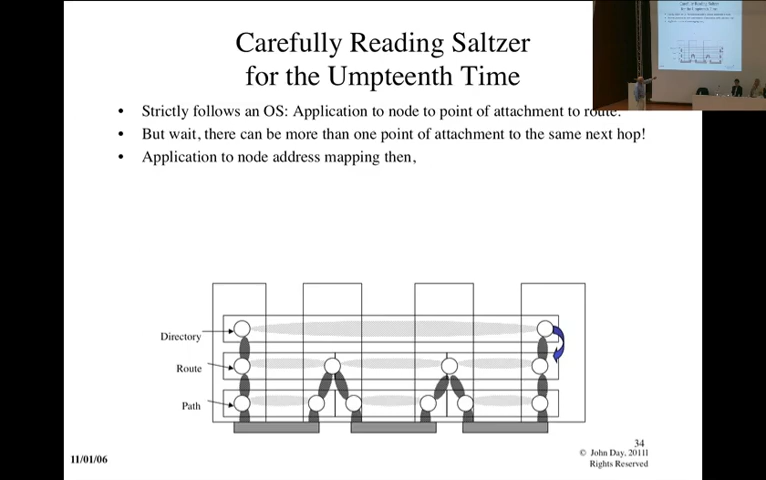 Carefully Reading Saltzer
for the Umpteenth Time
• Strictly follows an OS: Application to node to point of attachment to route.
• But wait, there can be more than one point of attachment to the same next hop!
• Application to node address mapping then,
Directory
Route
Path
34
11/01/06
© John Day, 2011l
Rights Reserved